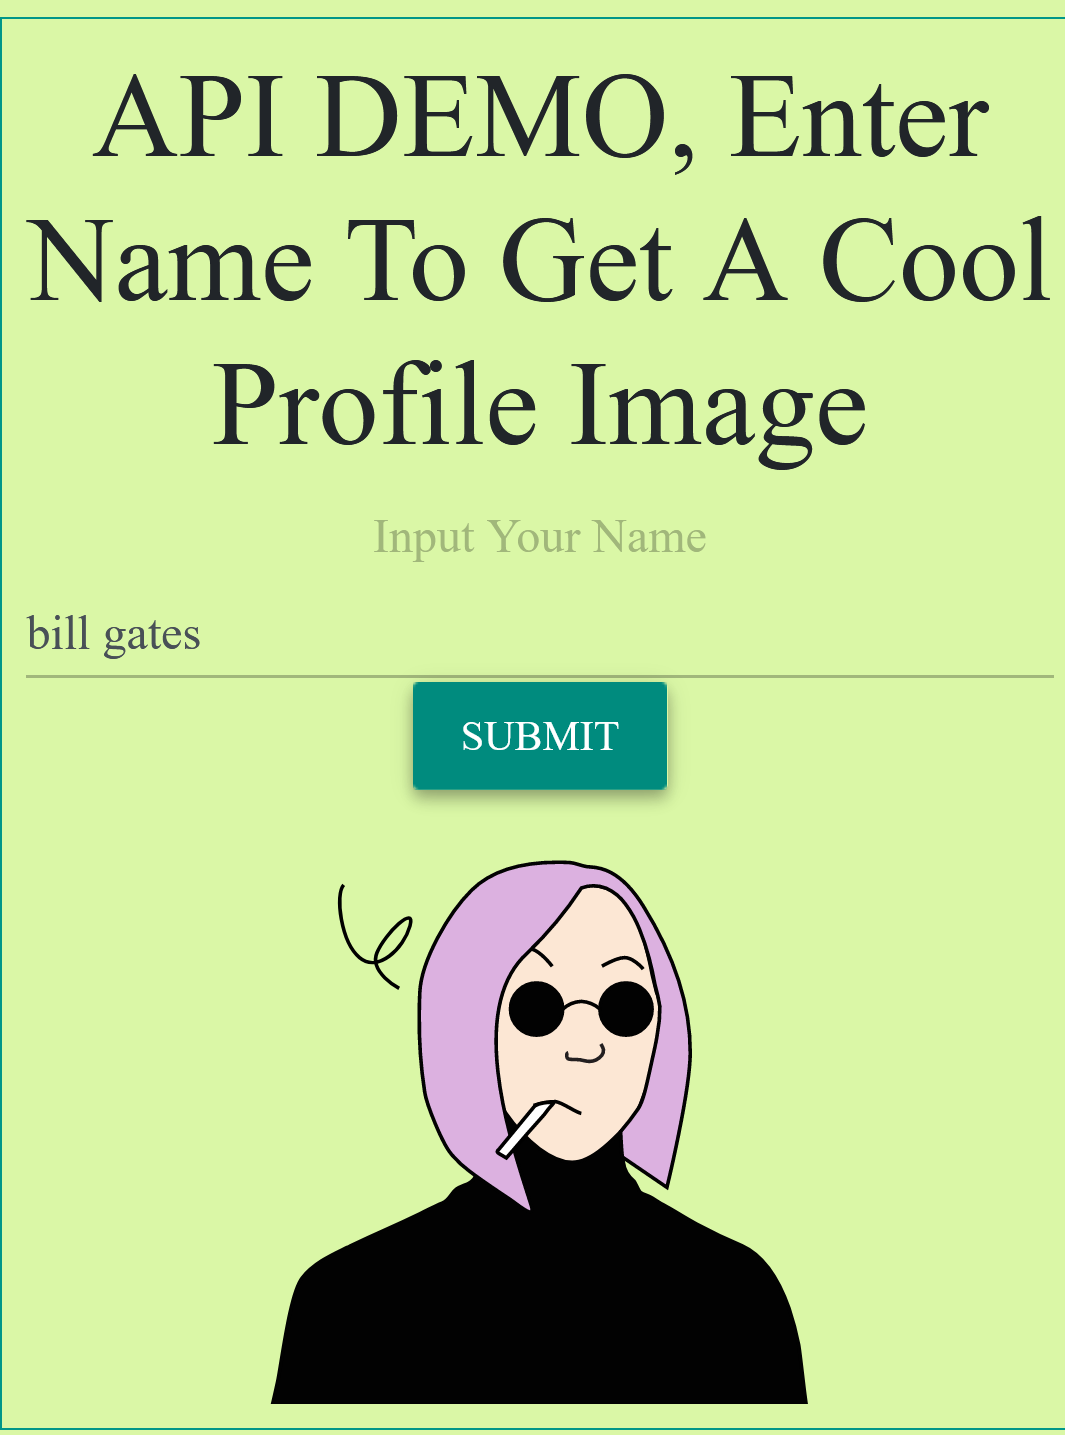 API DEMO, Enter
Name To Get A Cool
Profile Image
Input Your Name
bill gates
SUBMIT